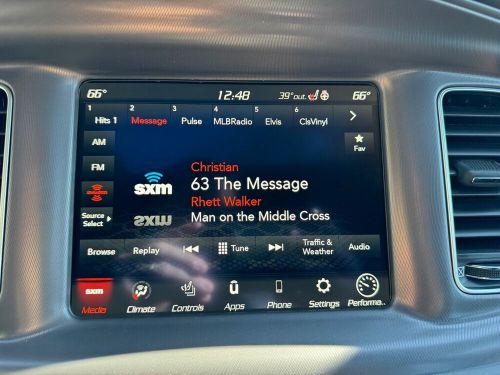 66° 12:48 39° out. 66°
1 2 3 4 5 6
Hits 1 Message Pulse MLBRadio Elvis ClsVinyl
AM
FM
Source Select
Fav
sxm
Christian
63 The Message
Rhett Walker
Man on the Middle Cross
Browse Replay Tune Traffic & Weather Audio
sxm
Media Climate Controls Apps Phone Settings Performa..